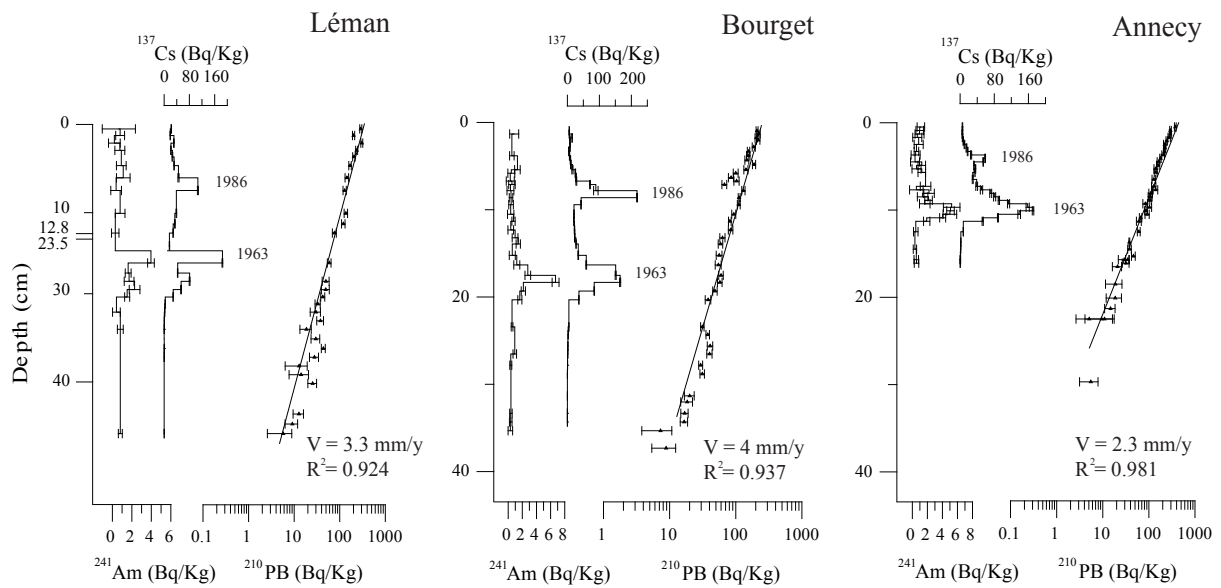 Léman
Bourget
Annecy
137Cs (Bq/Kg)
0 80 160
137Cs (Bq/Kg)
0 100 200
137Cs (Bq/Kg)
0 80 160
Depth (cm)
0
10
12.8
23.5
30
40
1986
1963
V = 3.3 mm/y
R2= 0.924
0 2 4 6
0.1 1 10 100 1000
241Am (Bq/Kg)
210PB (Bq/Kg)
0
20
40
1986
1963
V = 4 mm/y
R2= 0.937
0 2 4 6 8
1 10 100 1000
241Am (Bq/Kg)
210PB (Bq/Kg)
0
20
40
1986
1963
V = 2.3 mm/y
R2= 0.981
0 2 4 6 8
0.1 1 10 100 1000
241Am (Bq/Kg)
210PB (Bq/Kg)